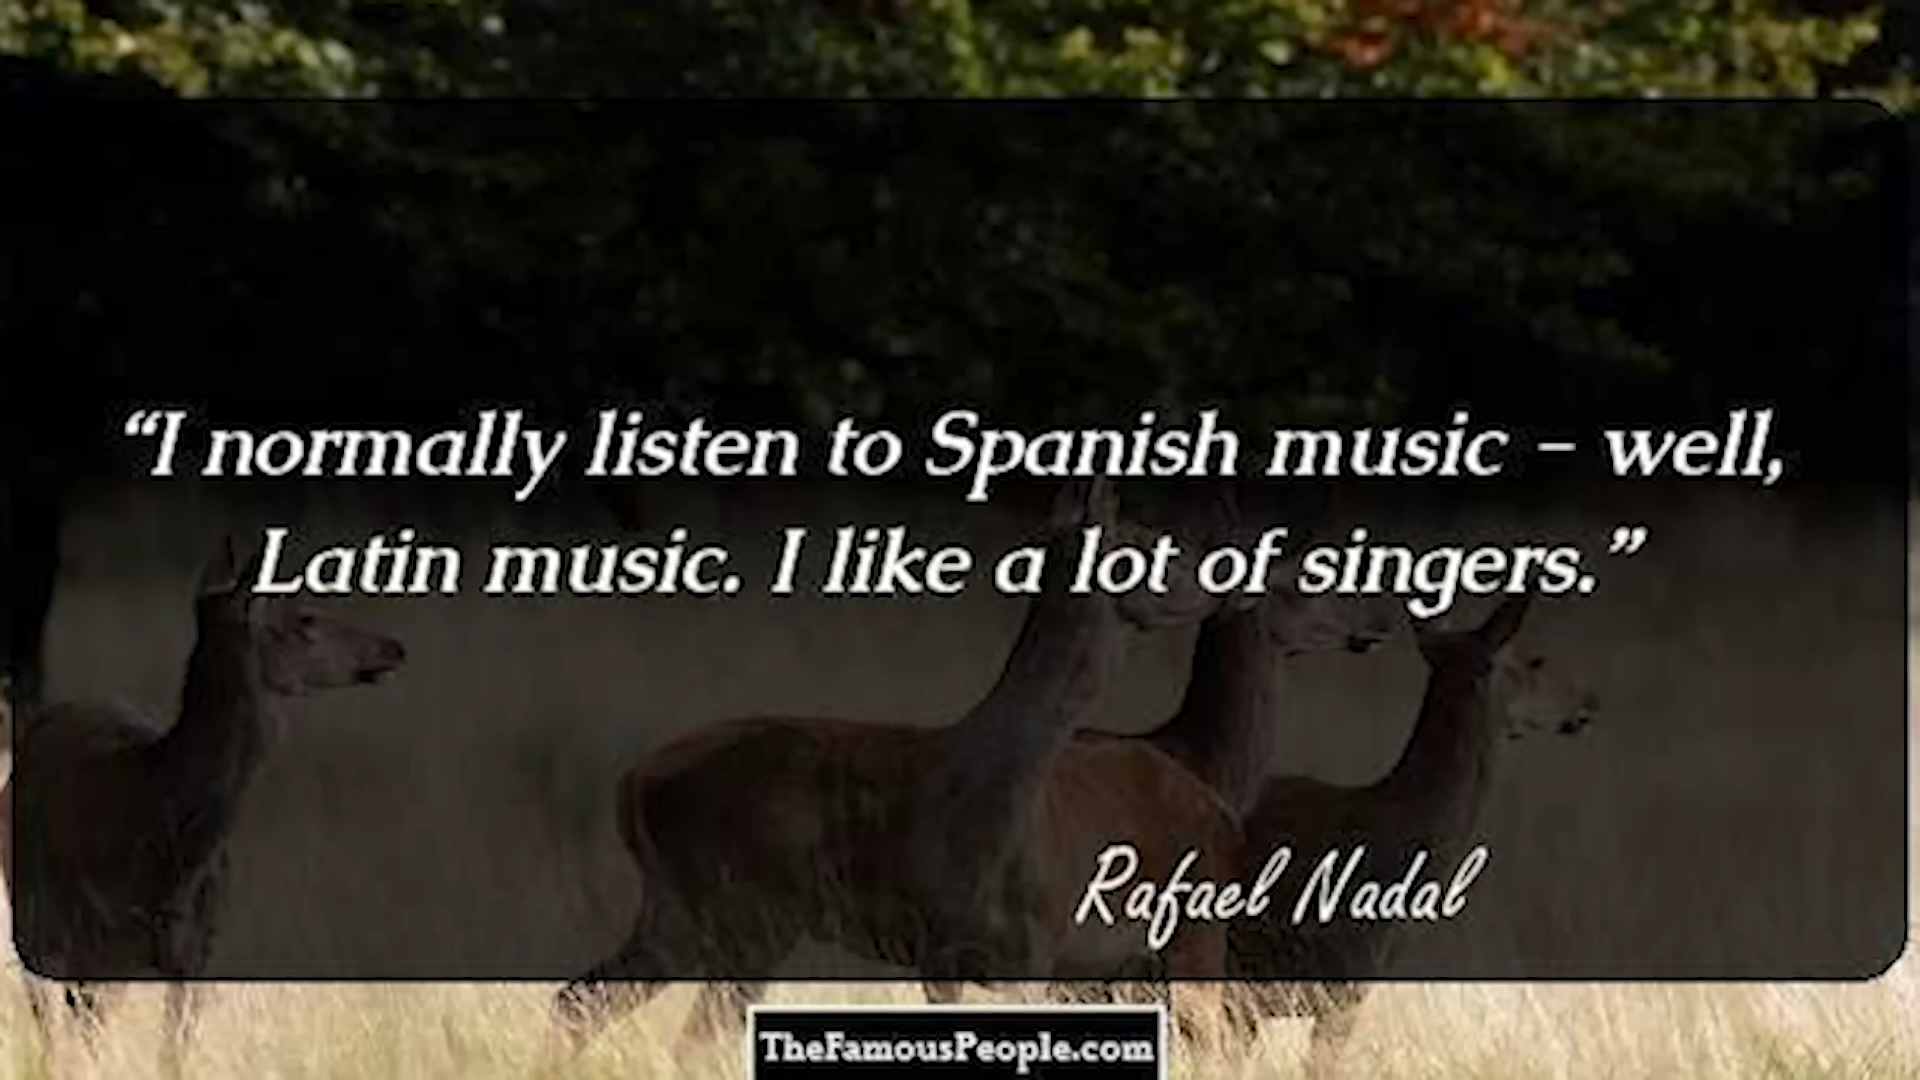 “I normally listen to Spanish music – well,
Latin music. I like a lot of singers.”
Rafael Nadal
TheFamousPeople.com